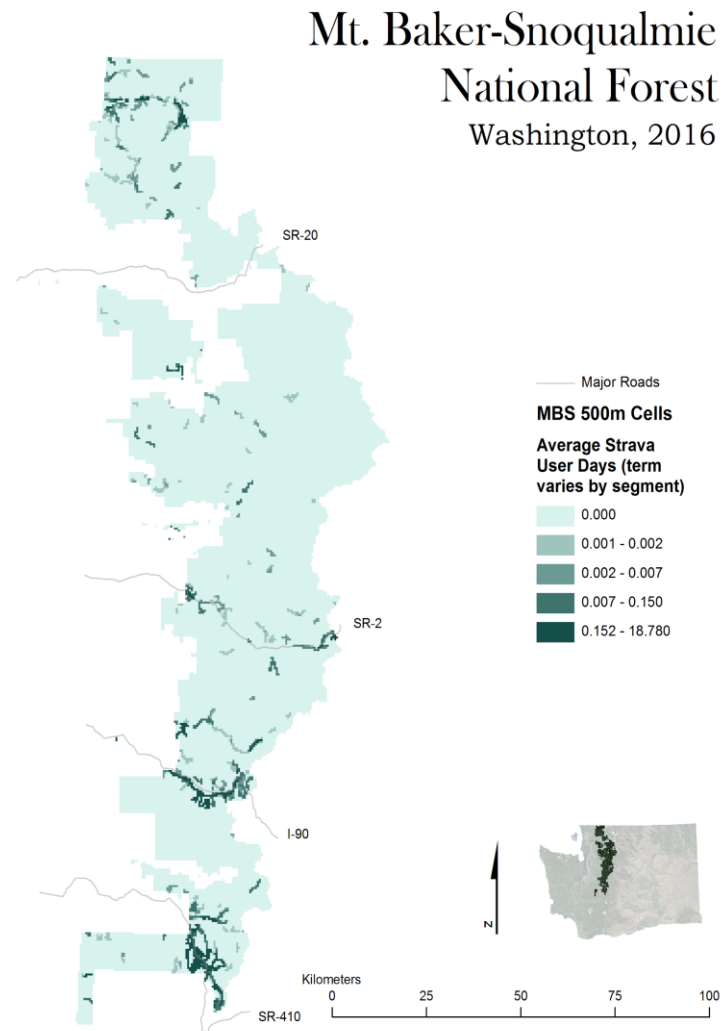 Mt. Baker-Snoqualmie
National Forest
Washington, 2016
SR-20
Major Roads
MBS 500m Cells
Average Strava
User Days (term
varies by segment)
0.000
0.001 - 0.002
0.002 - 0.007
0.007 - 0.150
0.152 - 18.780
SR-2
I-90
N
Kilometers
0 25 50 75 100
SR-410